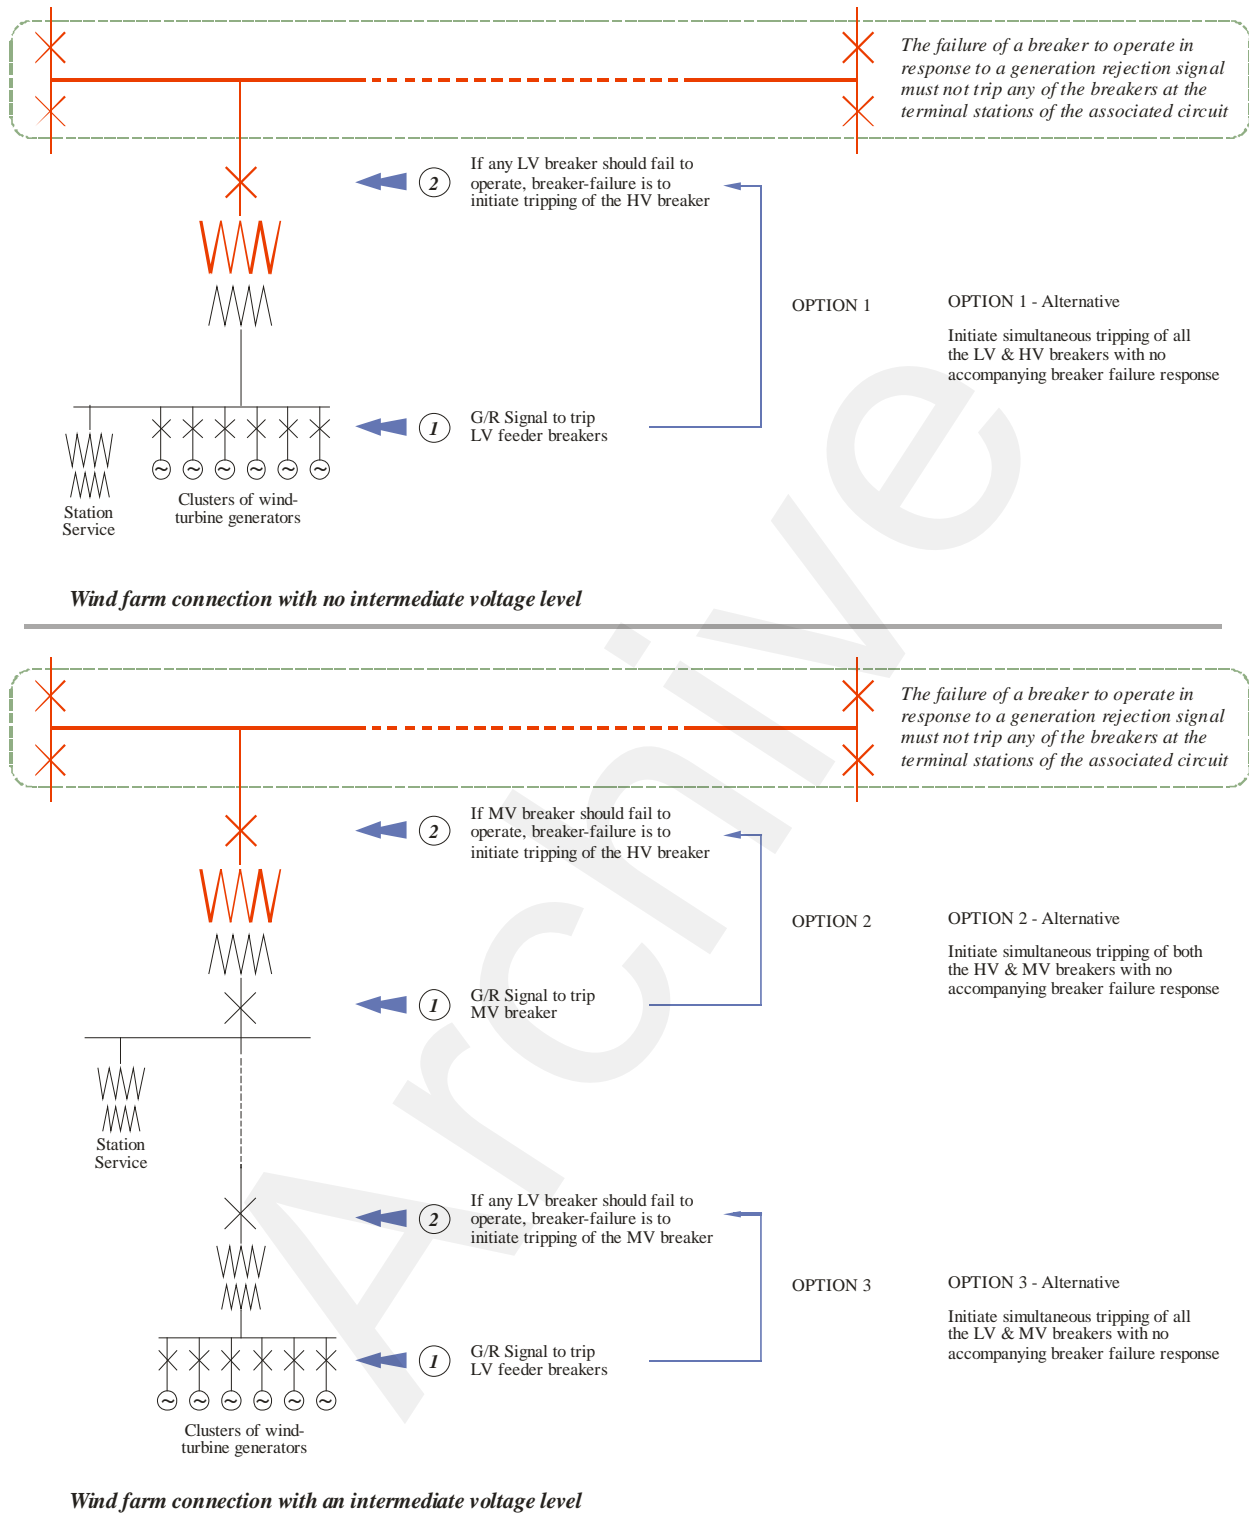 The failure of a breaker to operate in
response to a generation rejection signal
must not trip any of the breakers at the
terminal stations of the associated circuit
2
If any LV breaker should fail to
operate, breaker-failure is to
initiate tripping of the HV breaker
OPTION 1
OPTION 1 - Alternative
Initiate simultaneous tripping of all
the LV & HV breakers with no
accompanying breaker failure response
1
G/R Signal to trip
LV feeder breakers
Station
Service
Clusters of wind-
turbine generators
Wind farm connection with no intermediate voltage level
The failure of a breaker to operate in
response to a generation rejection signal
must not trip any of the breakers at the
terminal stations of the associated circuit
2
If MV breaker should fail to
operate, breaker-failure is to
initiate tripping of the HV breaker
OPTION 2
OPTION 2 - Alternative
Initiate simultaneous tripping of both
the HV & MV breakers with no
accompanying breaker failure response
1
G/R Signal to trip
MV breaker
Station
Service
2
If any LV breaker should fail to
operate, breaker-failure is to
initiate tripping of the MV breaker
OPTION 3
OPTION 3 - Alternative
Initiate simultaneous tripping of all
the LV & MV breakers with no
accompanying breaker failure response
1
G/R Signal to trip
LV feeder breakers
Clusters of wind-
turbine generators
Wind farm connection with an intermediate voltage level
Archive